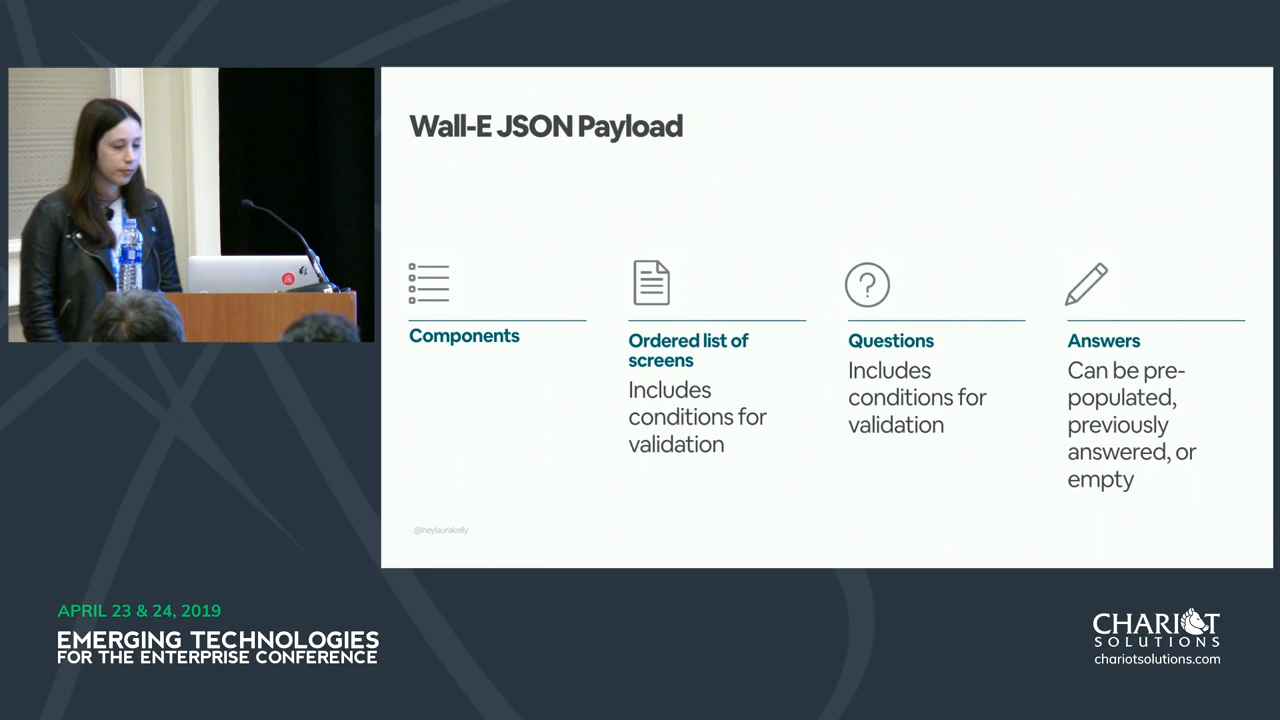 Wall-E JSON Payload
Components
Ordered list of
screens
Includes
conditions for
validation
Questions
Includes
conditions for
validation
Answers
Can be pre-
populated,
previously
answered, or
empty
@heylaurakelly
APRIL 23 & 24, 2019
EMERGING TECHNOLOGIES
FOR THE ENTERPRISE CONFERENCE
CHARIOT
SOLUTIONS
chariotsolutions.com